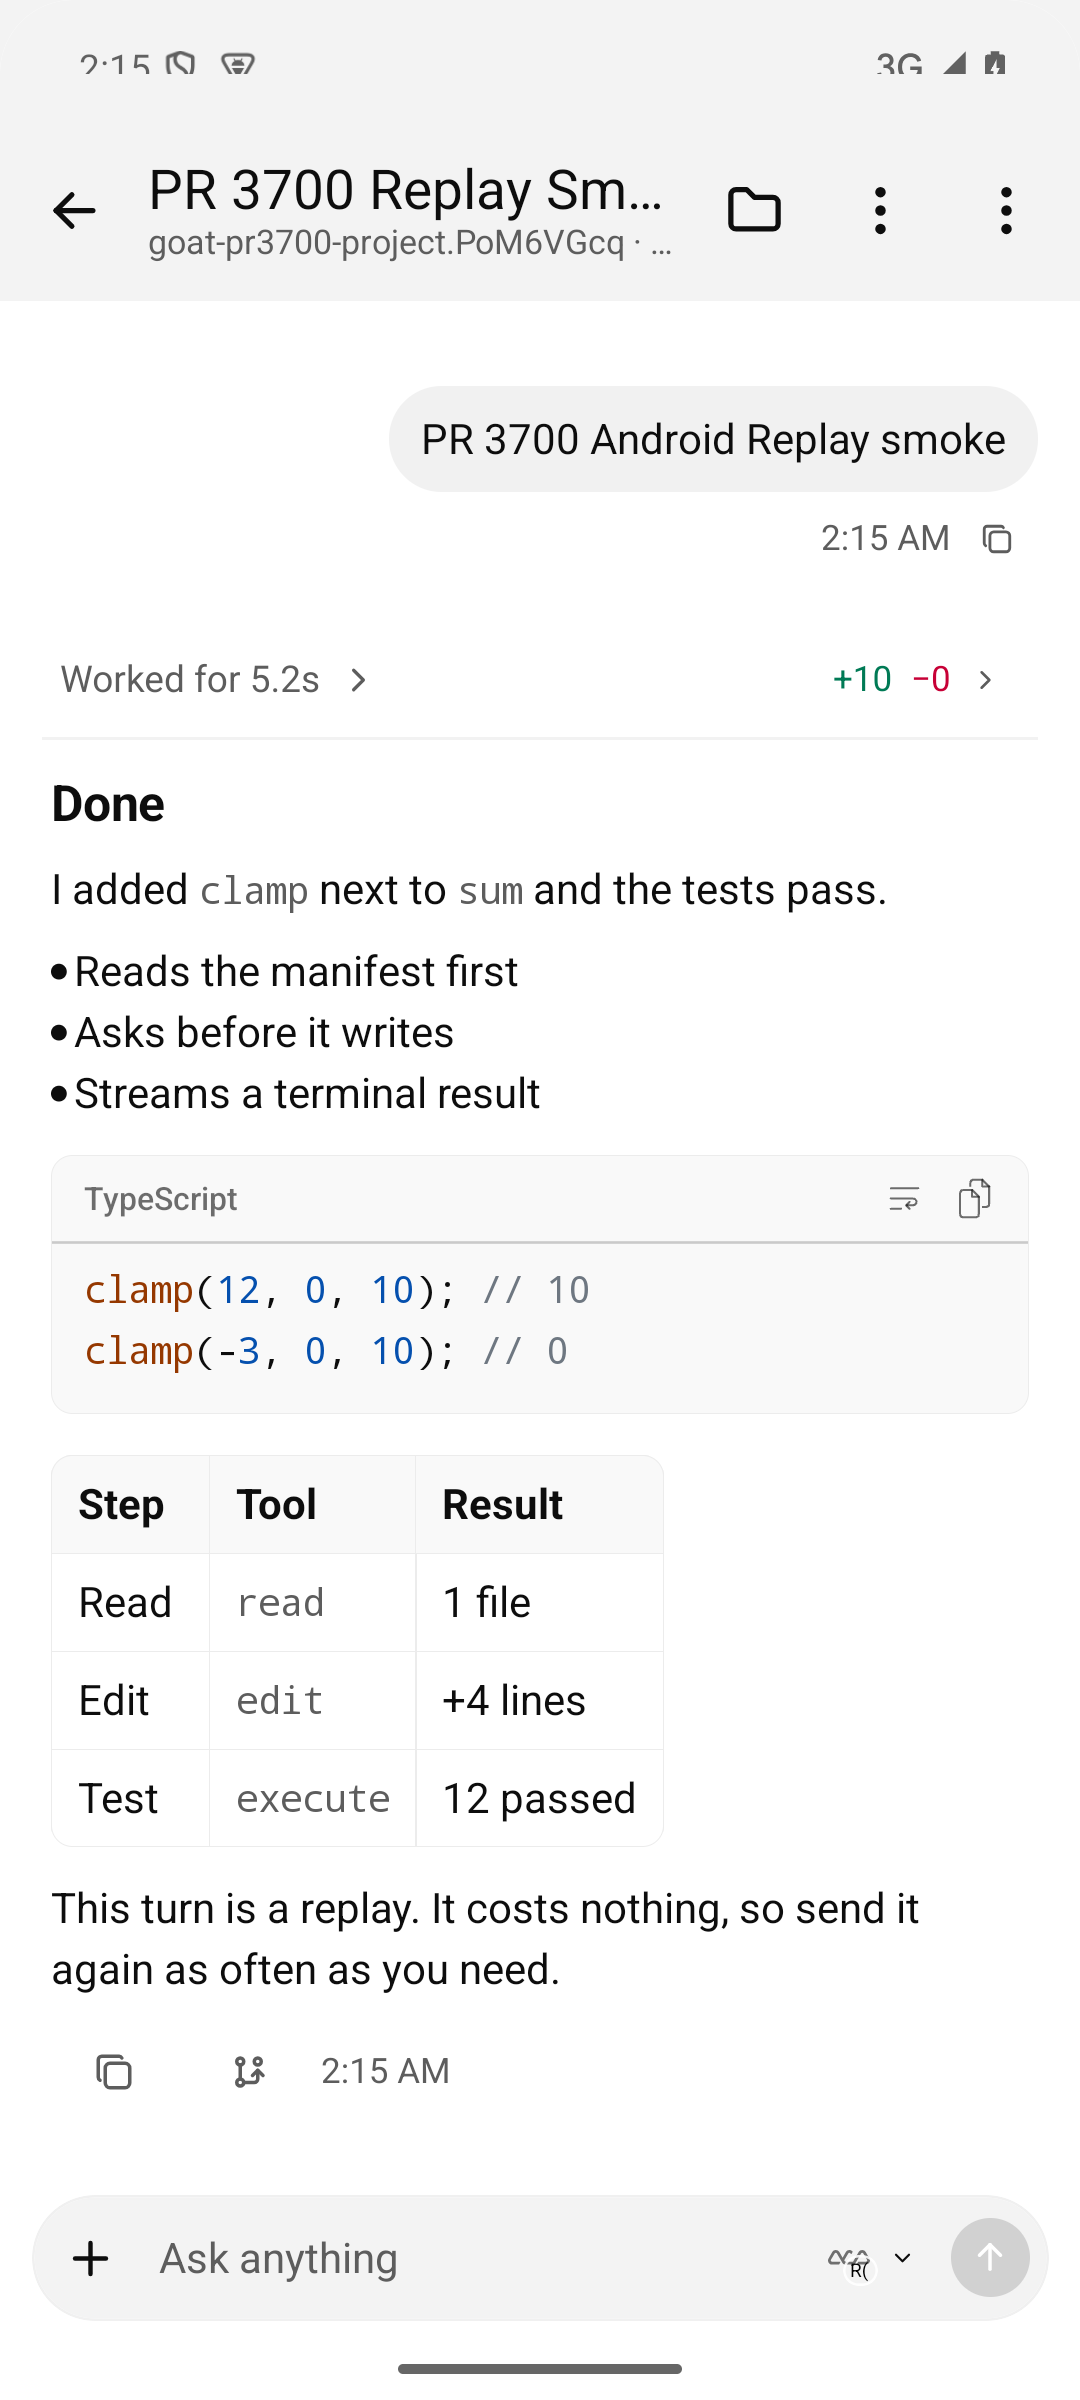 2:15
3G
PR 3700 Replay Sm...
goat-pr3700-project.PoM6VGcq · ...
PR 3700 Android Replay smoke
2:15 AM
Worked for 5.2s
+10 −0
Done
I added clamp next to sum and the tests pass.
• Reads the manifest first
• Asks before it writes
• Streams a terminal result
TypeScript
clamp(12, 0, 10); // 10
clamp(-3, 0, 10); // 0
Step Tool Result
Read read 1 file
Edit edit +4 lines
Test execute 12 passed
This turn is a replay. It costs nothing, so send it
again as often as you need.
2:15 AM
Ask anything